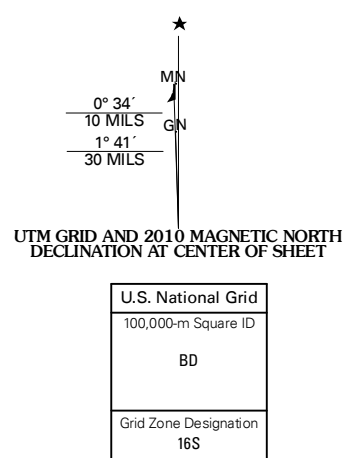 MN
0° 34´
10 MILS
GN
1° 41´
30 MILS
UTM GRID AND 2010 MAGNETIC NORTH
DECLINATION AT CENTER OF SHEET
U.S. National Grid
100,000-m Square ID
BD
Grid Zone Designation
16S